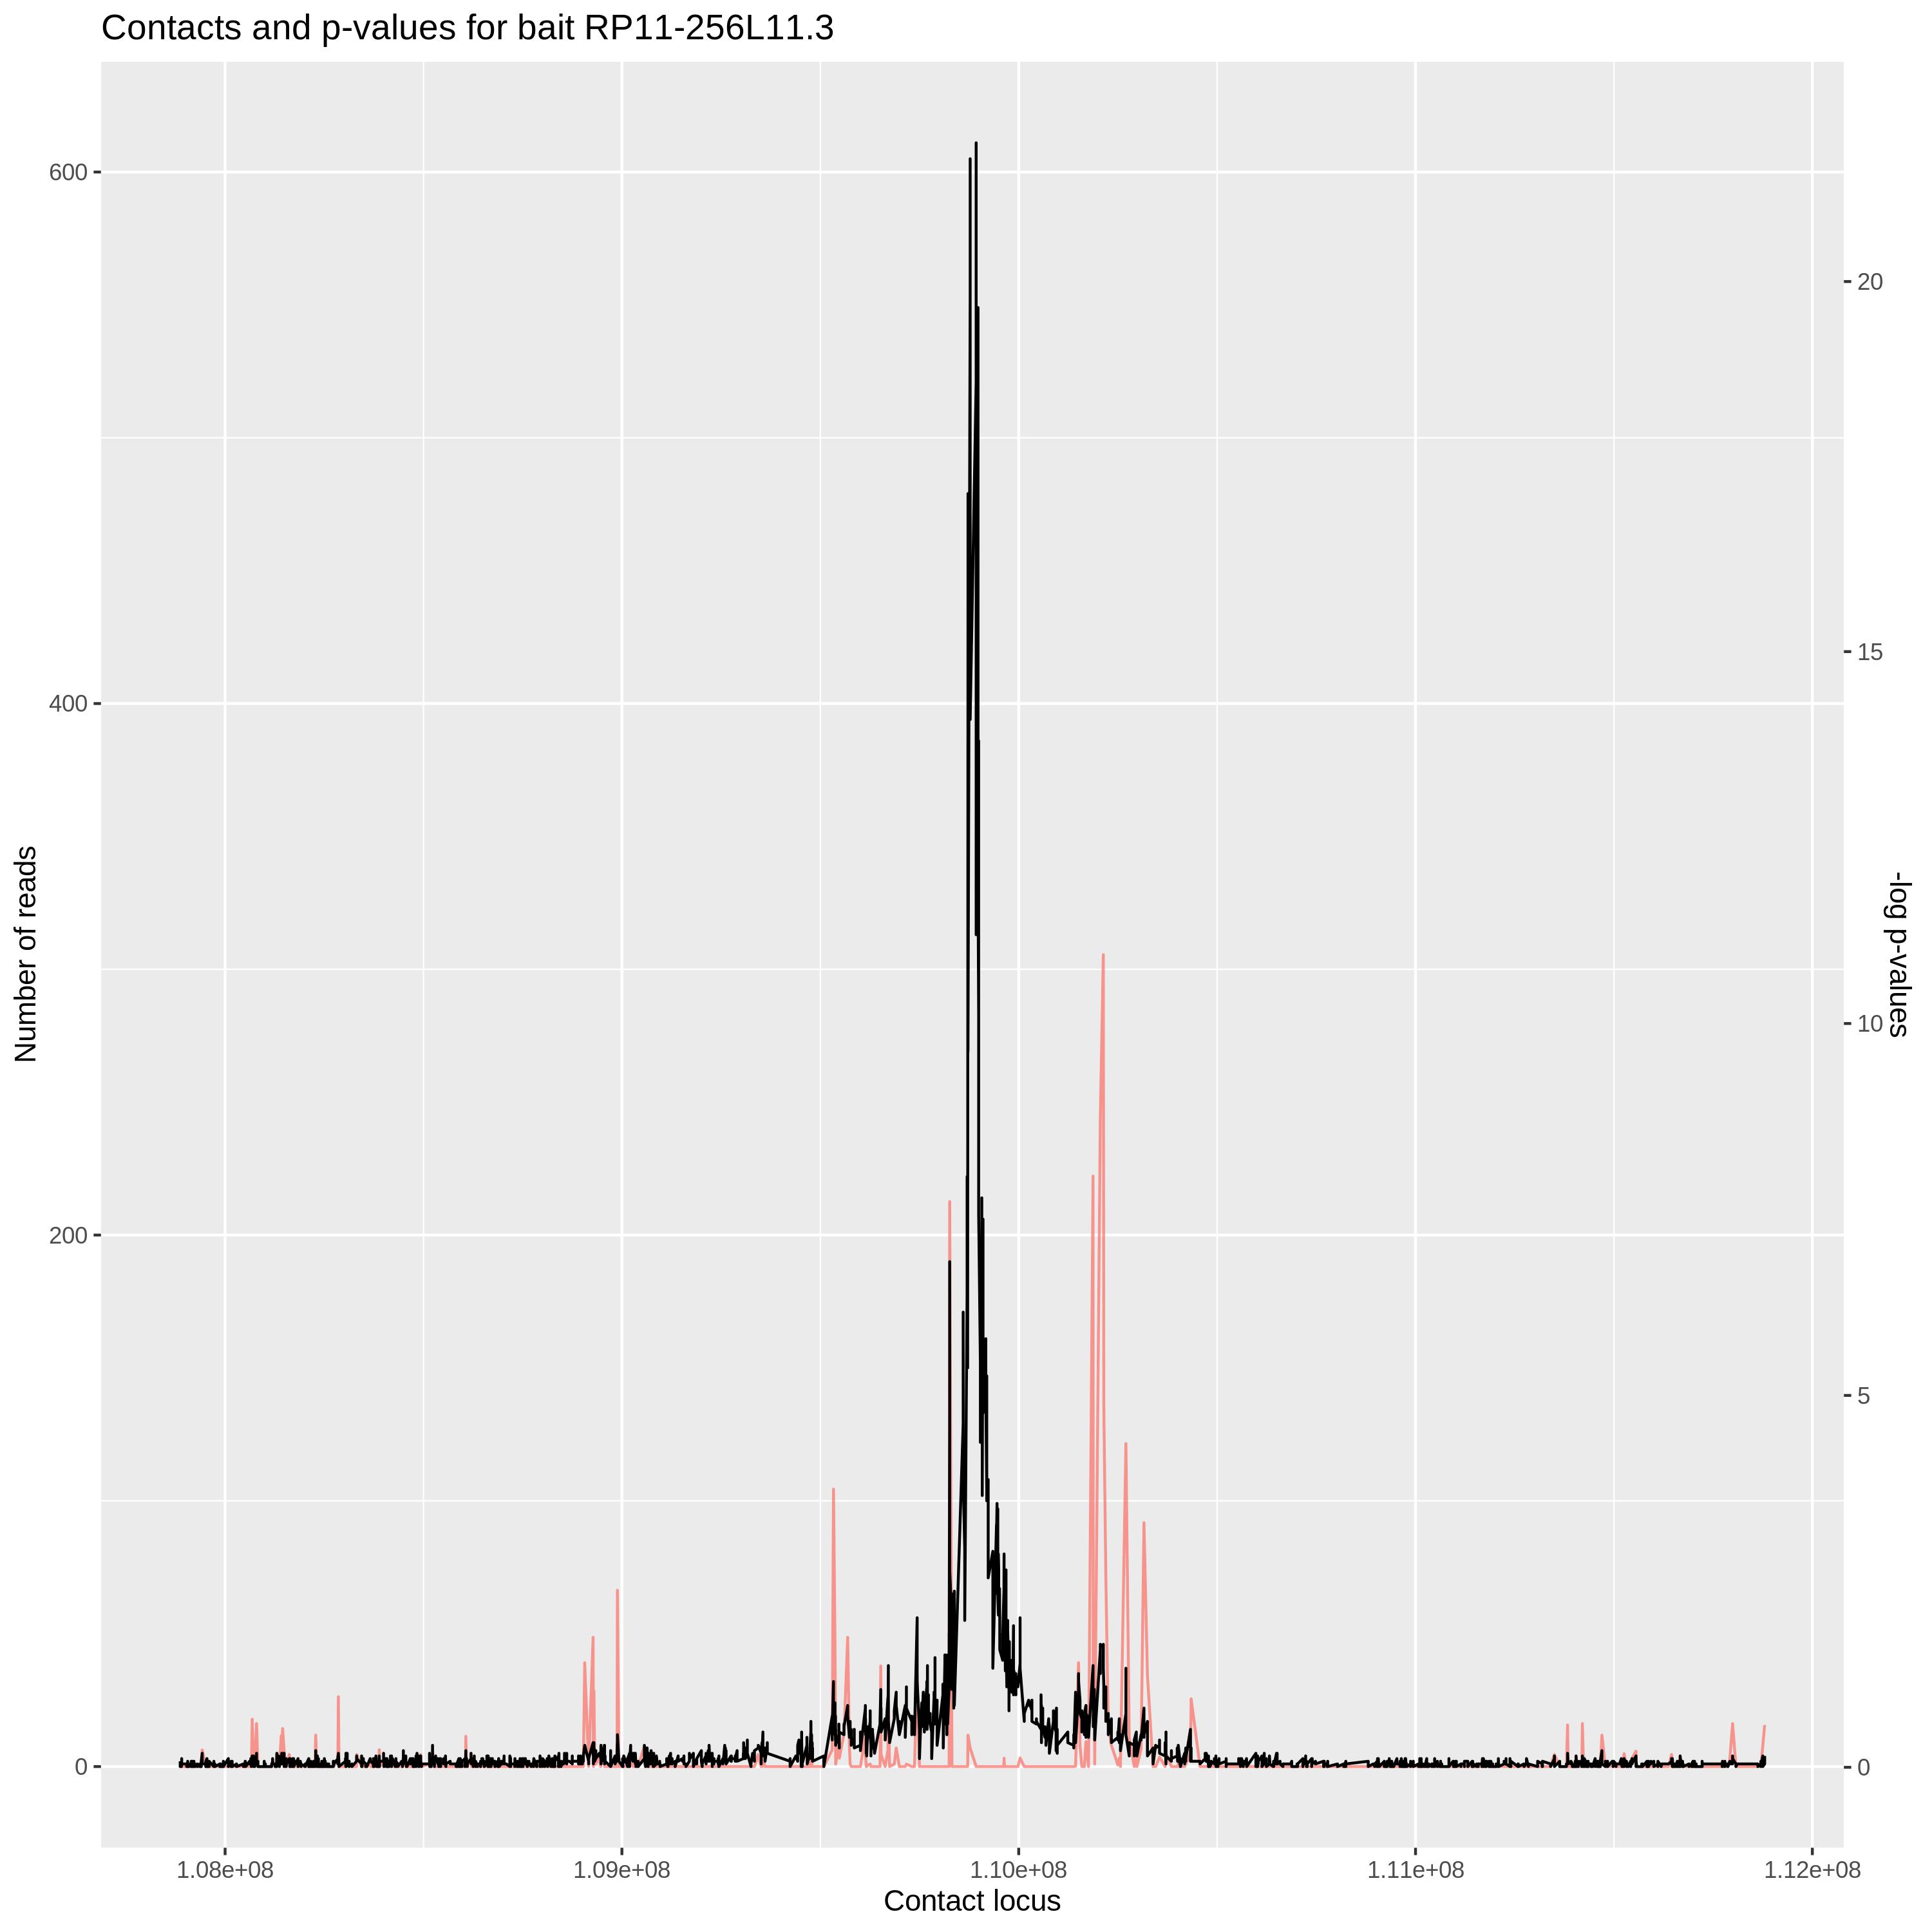 Contacts and p-values for bait RP11-256L11.3
600
400
200
0
20
15
10
5
0
Number of reads
-log p-values
1.08e+08
1.09e+08
1.10e+08
1.11e+08
1.12e+08
Contact locus